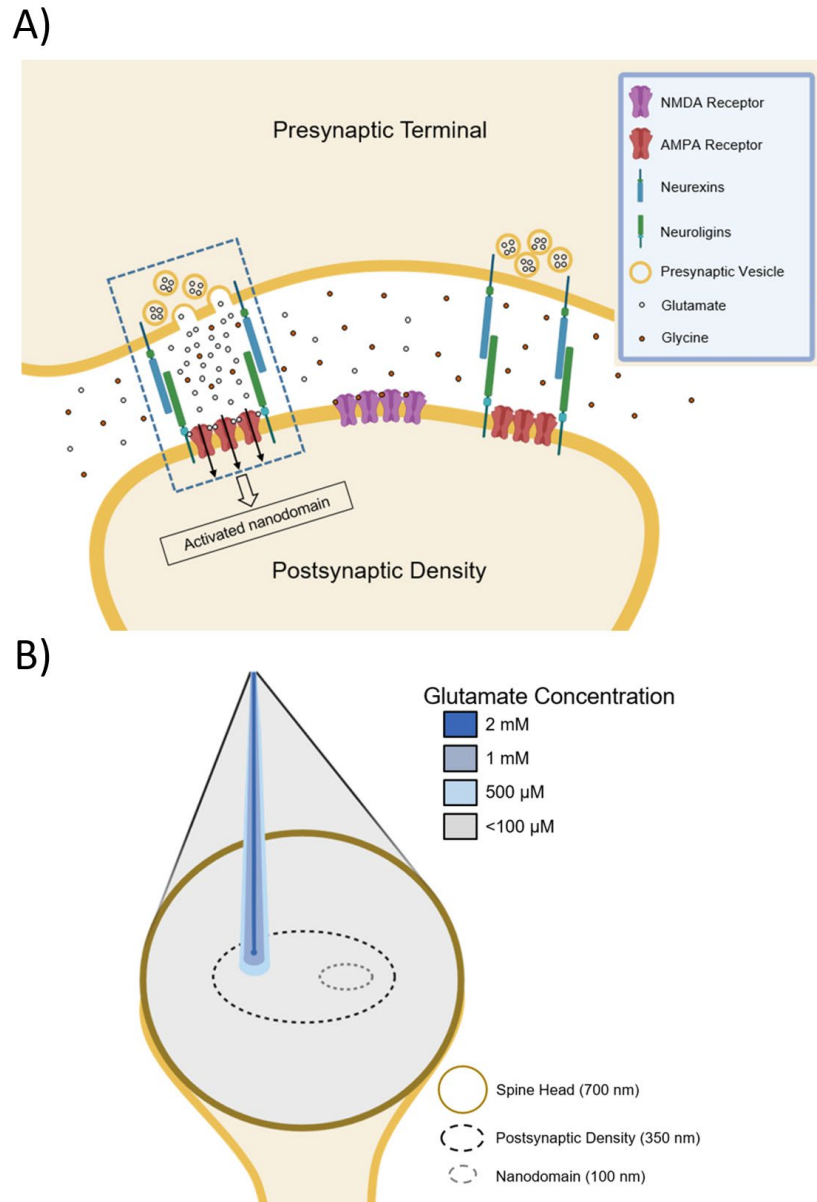 A)
Presynaptic Terminal
NMDA Receptor
AMPA Receptor
Neurexins
Neuroligins
Presynaptic Vesicle
Glutamate
Glycine
Activated nanodomain
Postsynaptic Density
B)
Glutamate Concentration
2 mM
1 mM
500 µM
<100 µM
Spine Head (700 nm)
Postsynaptic Density (350 nm)
Nanodomain (100 nm)